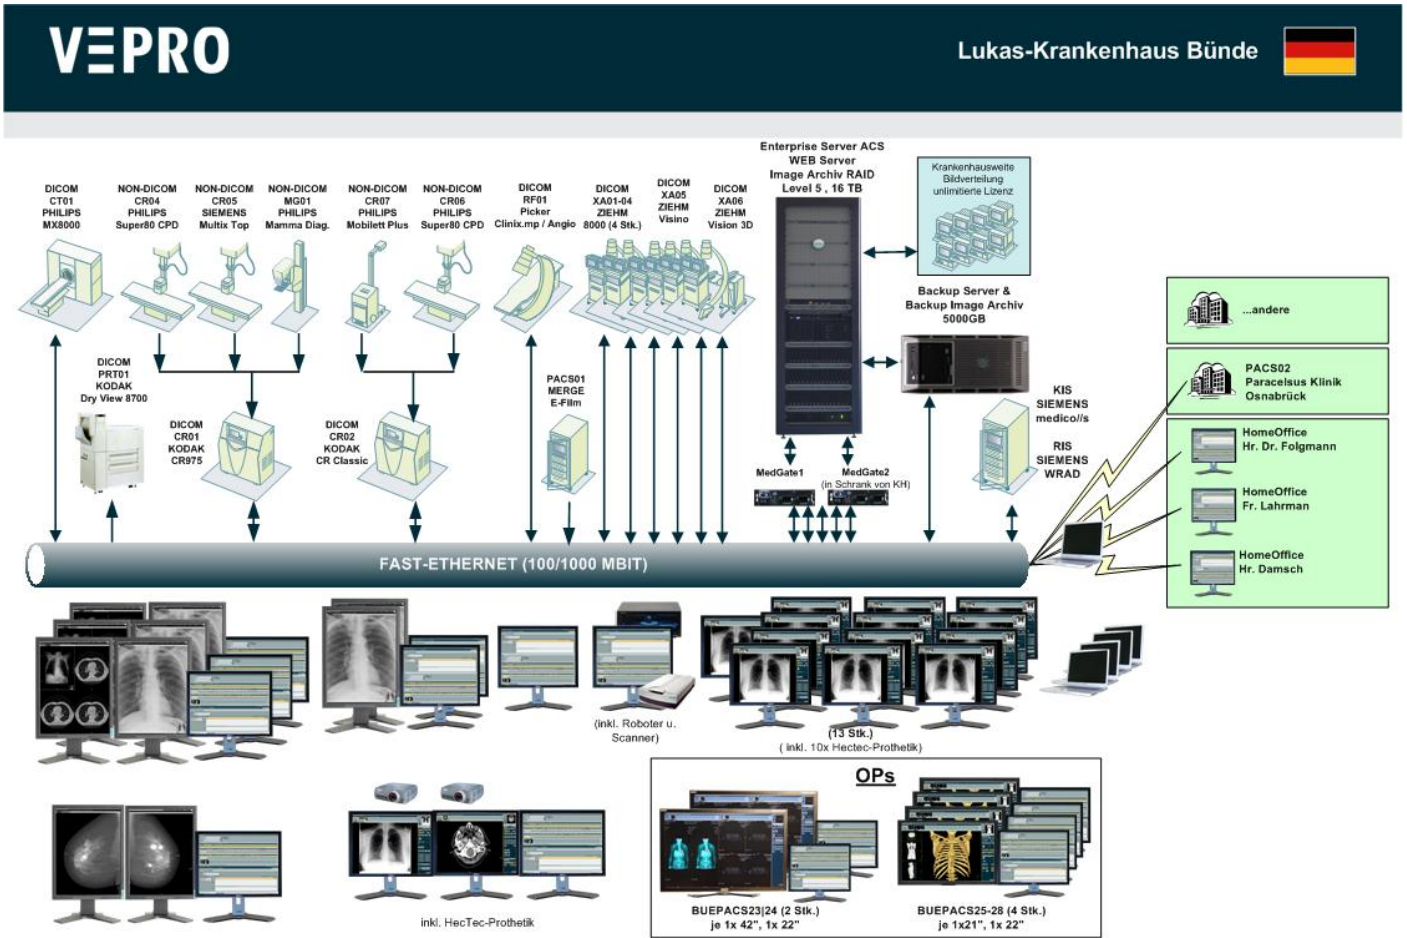 VEPRO
Lukas-Krankenhaus Bünde
DICOM
CT01
PHILIPS
MX8000
NON-DICOM
CR04
PHILIPS
Super80 CPD
NON-DICOM
CR05
SIEMENS
Multix Top
NON-DICOM
MG01
PHILIPS
Mamma Diag.
NON-DICOM
CR07
PHILIPS
Mobilett Plus
NON-DICOM
CR06
PHILIPS
Super80 CPD
DICOM
RF01
Picker
Clinix.mp / Angio
DICOM
XA01-04
ZIEHM
8000 (4 Stk.)
DICOM
XA05
ZIEHM
Visino
DICOM
XA06
ZIEHM
Vision 3D
Enterprise Server ACS
WEB Server
Image Archiv RAID
Level 5 , 16 TB
Krankenhausweite
Bildverteilung
unlimitierte Lizenz
Backup Server &
Backup Image Archiv
5000GB
...andere
PACS02
Paracelsus Klinik
Osnabrück
HomeOffice
Hr. Dr. Folgmann
HomeOffice
Fr. Lahrman
HomeOffice
Hr. Damsch
DICOM
PRT01
KODAK
Dry View 8700
DICOM
CR01
KODAK
CR975
DICOM
CR02
KODAK
CR Classic
PACS01
MERGE
E-Film
MedGate1
MedGate2
(in Schrank von KH)
KIS
SIEMENS
medico//s
RIS
SIEMENS
WRAD
FAST-ETHERNET (100/1000 MBIT)
(inkl. Roboter u.
Scanner)
(13 Stk.)
( inkl. 10x Hectec-Prothetik)
inkl. HecTec-Prothetik
OPs
BUEPACS23|24 (2 Stk.)
je 1x 42", 1x 22"
BUEPACS25-28 (4 Stk.)
je 1x21", 1x 22"